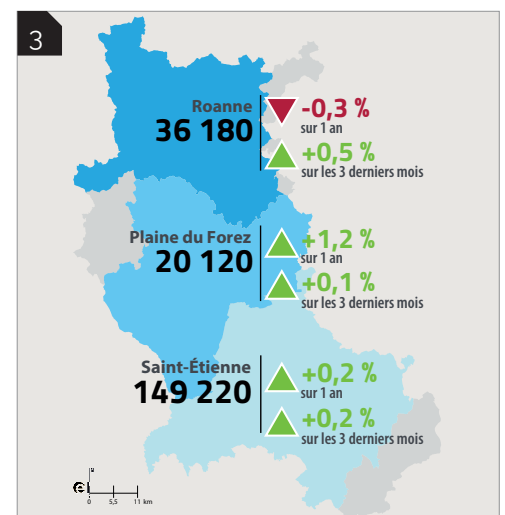 3
Roanne
36 180
-0,3 %
sur 1 an
+0,5 %
sur les 3 derniers mois
Plaine du Forez
20 120
+1,2 %
sur 1 an
+0,1 %
sur les 3 derniers mois
Saint-Étienne
149 220
+0,2 %
sur 1 an
+0,2 %
sur les 3 derniers mois
0 5,5 11 km